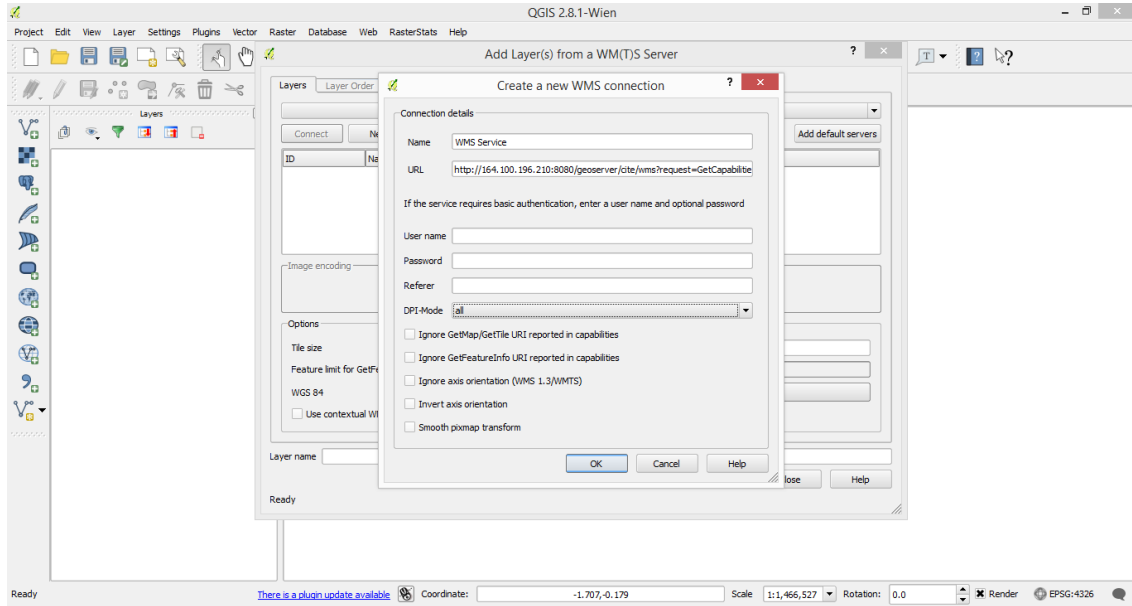 QGIS 2.8.1-Wien
Project Edit View Layer Settings Plugins Vector Raster Database Web RasterStats Help
Add Layer(s) from a WM(T)S Server
?
T
?
?
Layers Layer Order
Create a new WMS connection
?
Layers
Connection details
Connect
Add default servers
Name WMS Service
ID
URL http://164.100.196.210:8080/geoserver/cite/wms?request=GetCapabilitie
If the service requires basic authentication, enter a user name and optional password
User name
Password
Image encoding
Referer
DPI-Mode all
Options
Ignore GetMap/GetTile URI reported in capabilities
Tile size
Ignore GetFeatureInfo URI reported in capabilities
Feature limit for GetFe
Ignore axis orientation (WMS 1.3/WMTS)
WGS 84
Invert axis orientation
Use contextual WM
Smooth pixmap transform
Layer name
OK Cancel Help
lose Help
Ready
Ready
There is a plugin update available
Coordinate: -1.707,-0.179 Scale 1:1,466,527 Rotation: 0.0 Render EPSG:4326